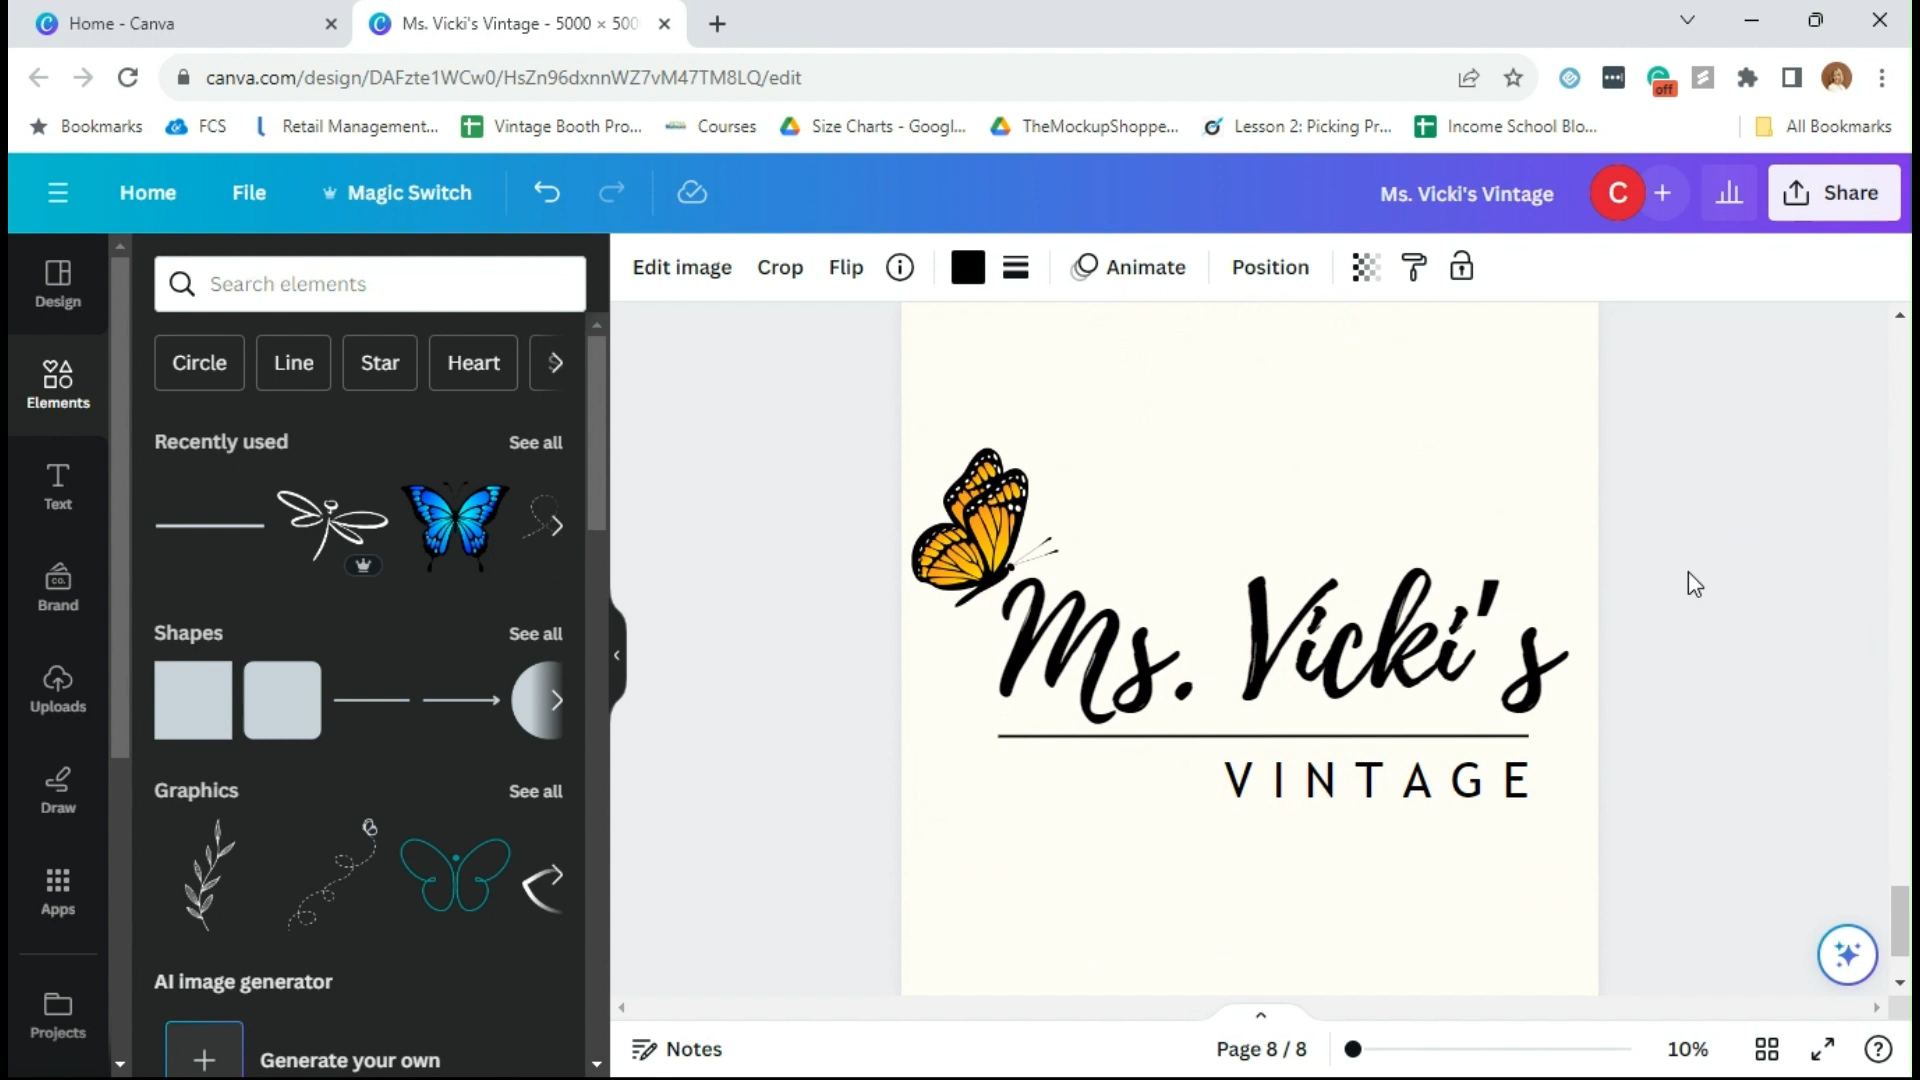 Home - Canva
Ms. Vicki's Vintage - 5000 × 500
canva.com/design/DAFzte1WCw0/HsZn96dxnnWZ7vM47TM8LQ/edit
off
Bookmarks
FCS
Retail Management...
Vintage Booth Pro...
Courses
Size Charts - Googl...
TheMockupShoppe...
Lesson 2: Picking Pr...
Income School Blo...
All Bookmarks
Home
File
Magic Switch
Ms. Vicki's Vintage
C
Share
Design
Elements
Text
CO.
Brand
Uploads
Draw
Apps
Projects
Search elements
Circle
Line
Star
Heart
Recently used
See all
Shapes
See all
Graphics
See all
AI image generator
Generate your own
Edit image
Crop
Flip
Animate
Position
Ms. Vicki's
VINTAGE
Notes
Page 8 / 8
10%